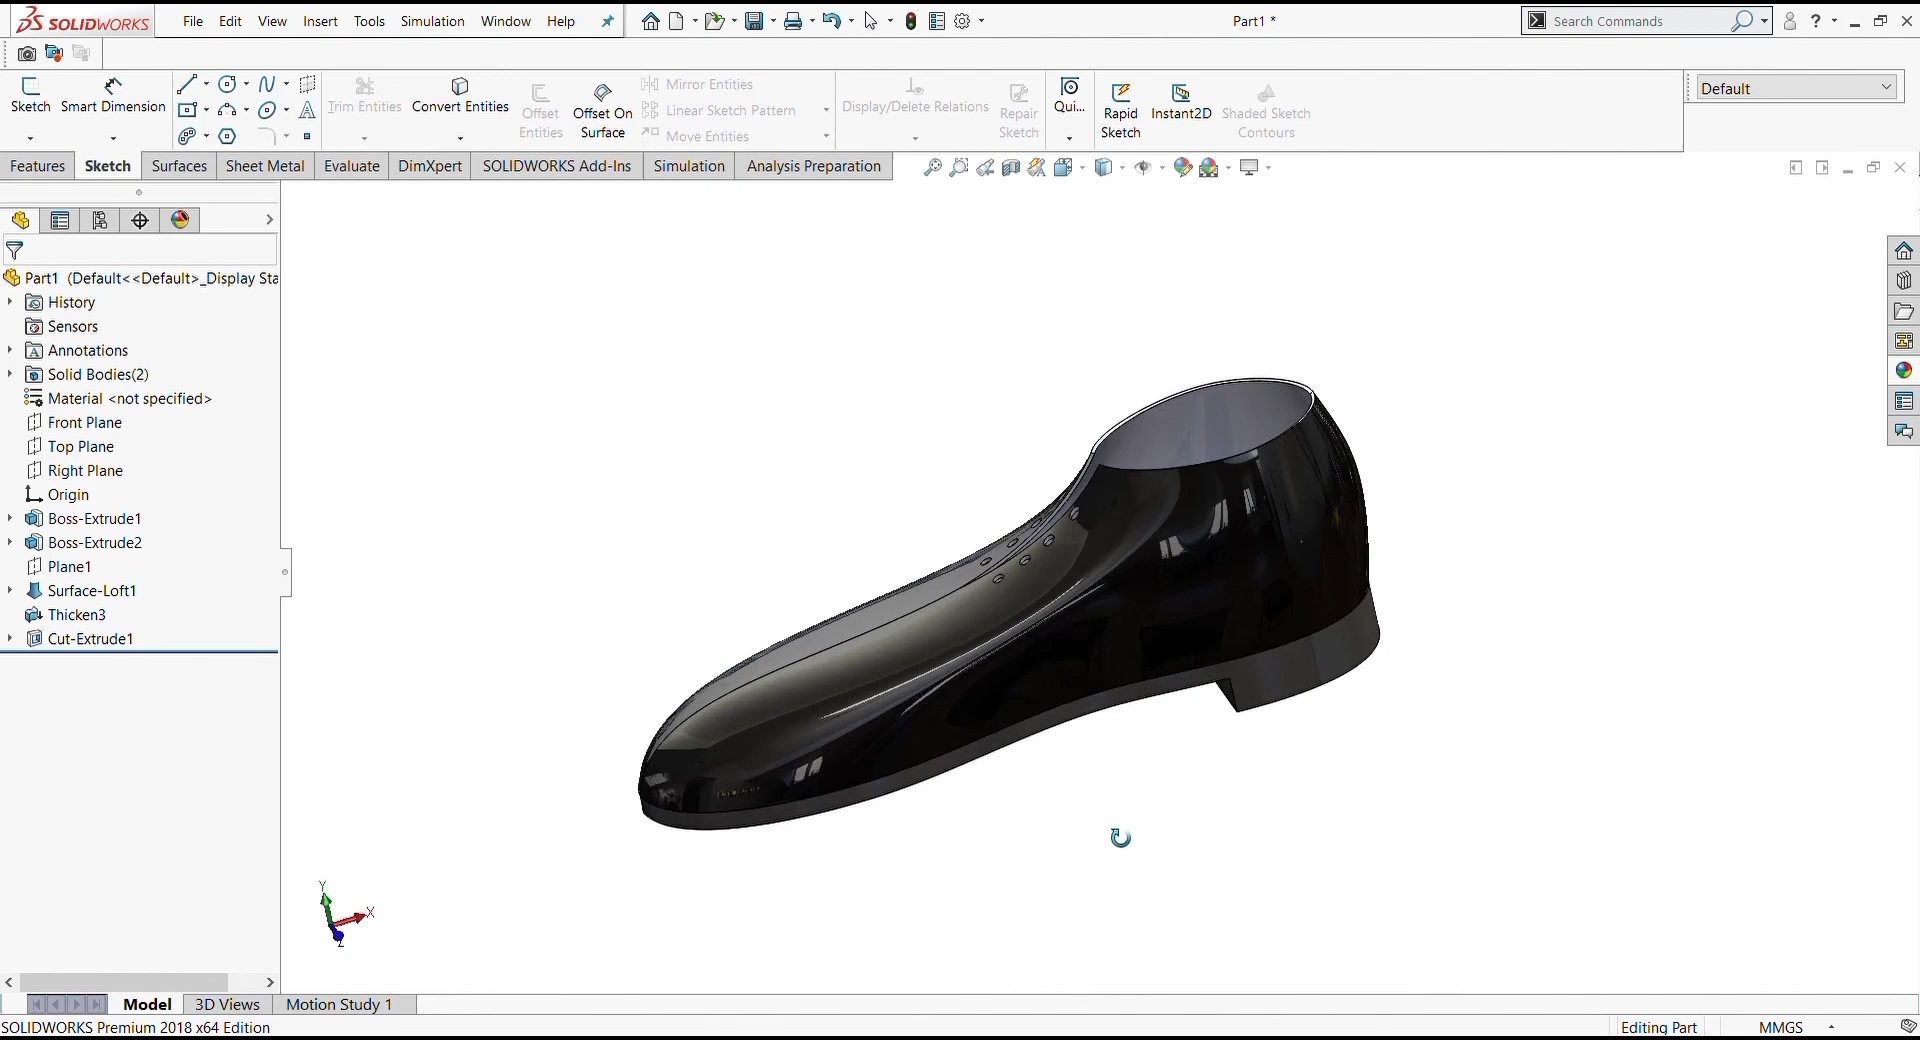 SOLIDWORKS File Edit View Insert Tools Simulation Window Help Part1 * Search Commands
Sketch Smart Dimension Trim Entities Convert Entities Offset Entities Offset On Surface Mirror Entities Linear Sketch Pattern Move Entities Display/Delete Relations Repair Sketch Qui... Rapid Sketch Instant2D Shaded Sketch Contours Default
Features Sketch Surfaces Sheet Metal Evaluate DimXpert SOLIDWORKS Add-Ins Simulation Analysis Preparation
Part1 (Default<<Default>_Display Sta
History
Sensors
Annotations
Solid Bodies(2)
Material <not specified>
Front Plane
Top Plane
Right Plane
Origin
Boss-Extrude1
Boss-Extrude2
Plane1
Surface-Loft1
Thicken3
Cut-Extrude1
Y
X
Z
Model 3D Views Motion Study 1
SOLIDWORKS Premium 2018 x64 Edition Editing Part MMGS